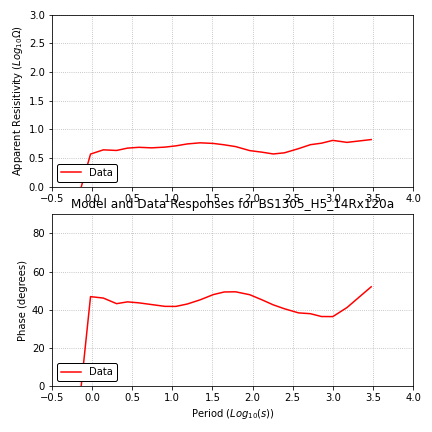 3.0
2.5
2.0
1.5
1.0
0.5
0.0
Apparent Resisitivity (Log10Ω)
Data
−0.5 0.0 0.5 1.0 1.5 2.0 2.5 3.0 3.5 4.0
Model and Data Responses for BS1305_H5_14Rx120a
80
60
40
20
0
Phase (degrees)
Data
−0.5 0.0 0.5 1.0 1.5 2.0 2.5 3.0 3.5 4.0
Period (Log10(s))